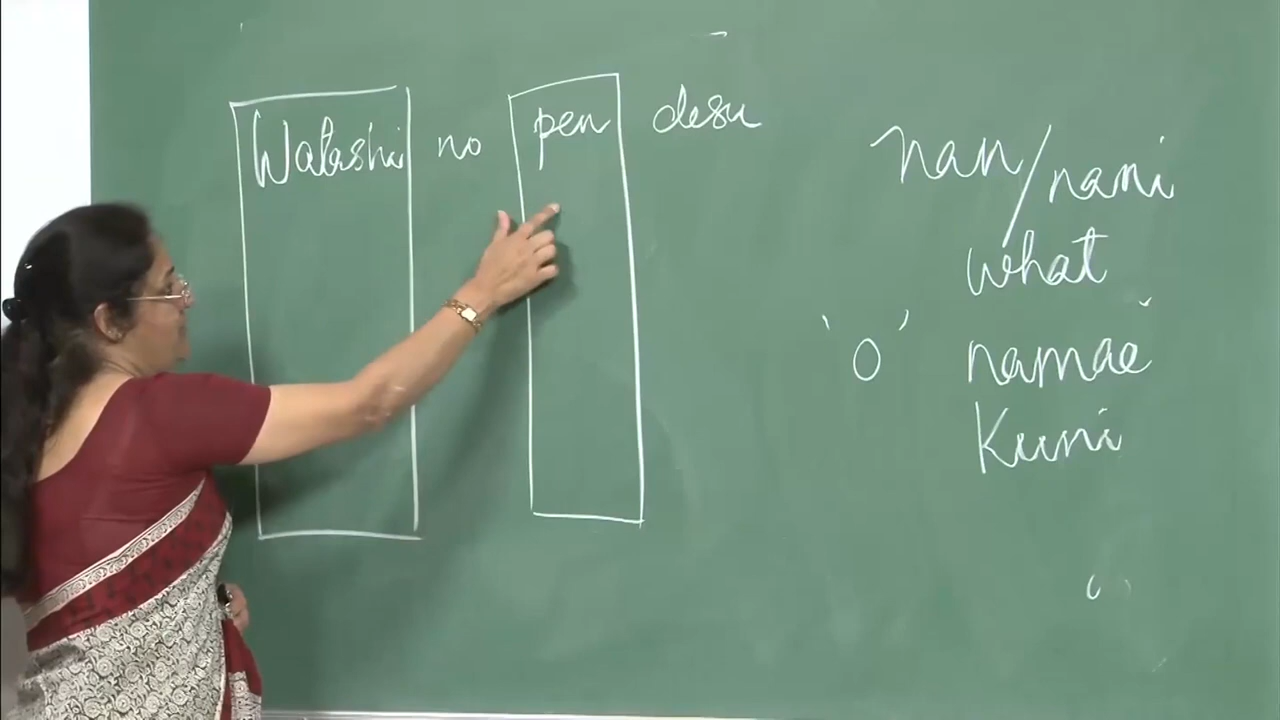 Watashi no pen desu
nan/nani
what
'o' namae
Kuni